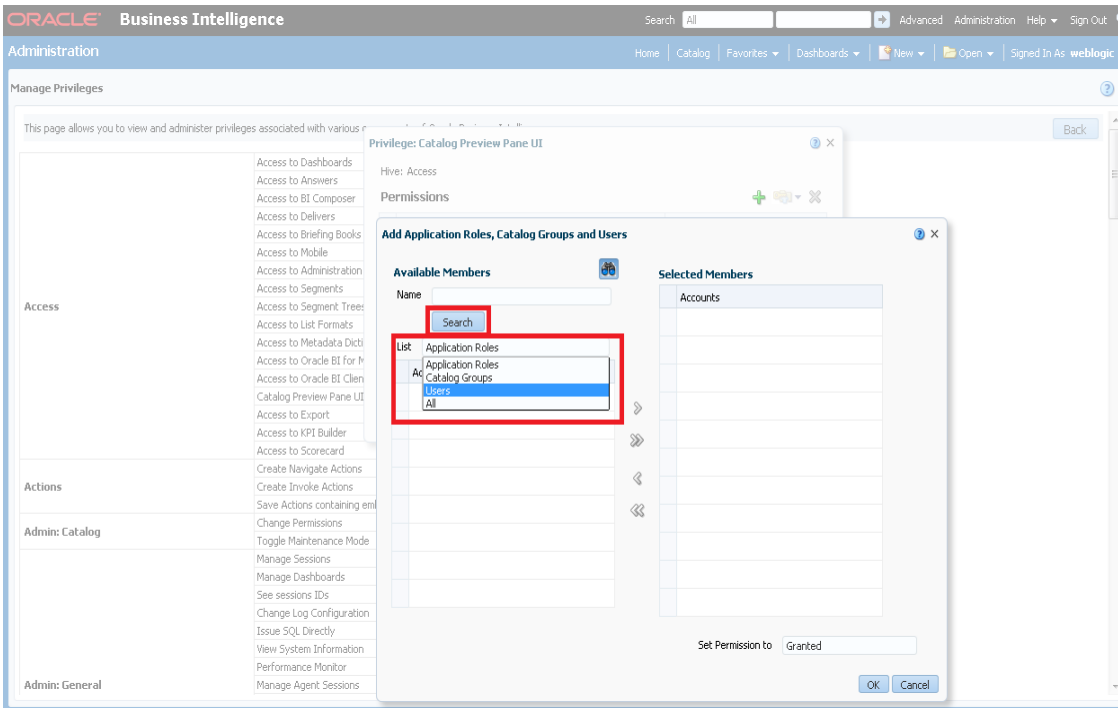 ORACLE Business Intelligence Search All Advanced Administration Help Sign Out
Administration Home Catalog Favorites Dashboards New Open Signed In As weblogic
Manage Privileges
This page allows you to view and administer privileges associated with various
Back
Privilege: Catalog Preview Pane UI
Hive: Access
Permissions
Access
Access to Dashboards
Access to Answers
Access to BI Composer
Access to Delivers
Access to Briefing Books
Access to Mobile
Access to Administration
Access to Segments
Access to Segment Trees
Access to List Formats
Access to Metadata Dicti
Access to Oracle BI for M
Access to Oracle BI Clien
Catalog Preview Pane UI
Access to Export
Access to KPI Builder
Access to Scorecard
Actions
Create Navigate Actions
Create Invoke Actions
Save Actions containing eml
Admin: Catalog
Change Permissions
Toggle Maintenance Mode
Admin: General
Manage Sessions
Manage Dashboards
See sessions IDs
Change Log Configuration
Issue SQL Directly
View System Information
Performance Monitor
Manage Agent Sessions
Add Application Roles, Catalog Groups and Users
Available Members
Name
Search
List Application Roles
Application Roles
Catalog Groups
Users
All
Ac
Selected Members
Accounts
Set Permission to Granted
OK Cancel